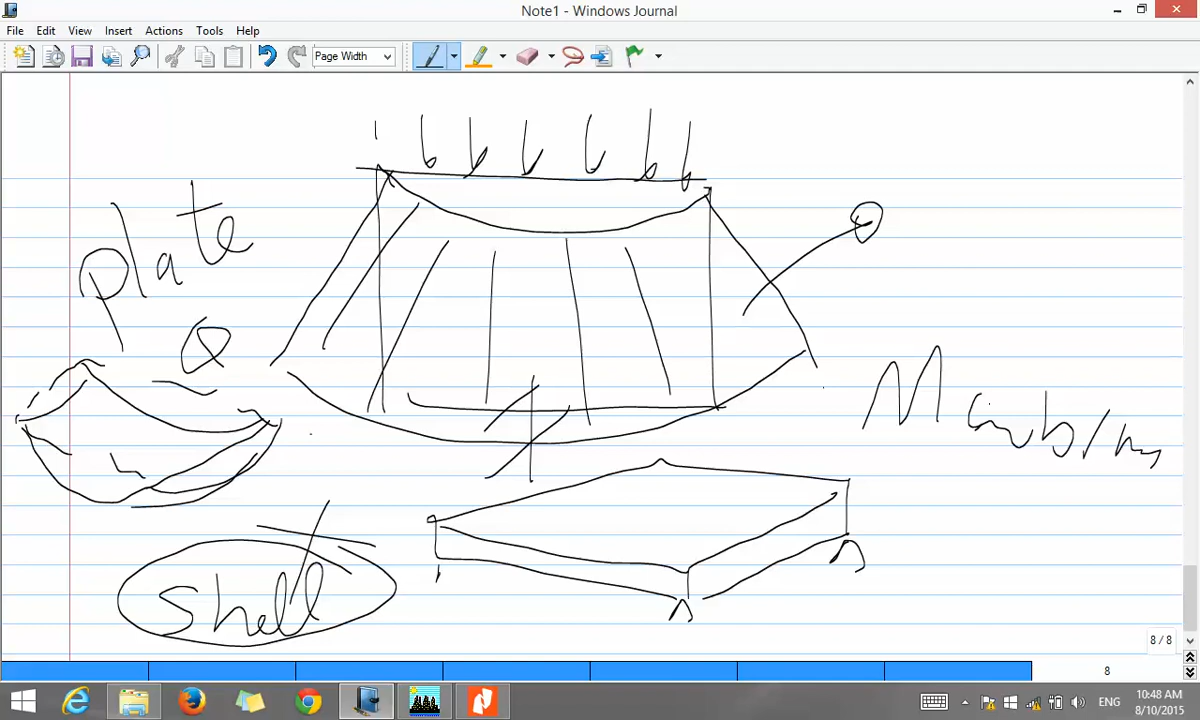 Note1 - Windows Journal
File Edit View Insert Actions Tools Help
Page Width
plate
shell
8 / 8
8
ENG
10:48 AM
8/10/2015